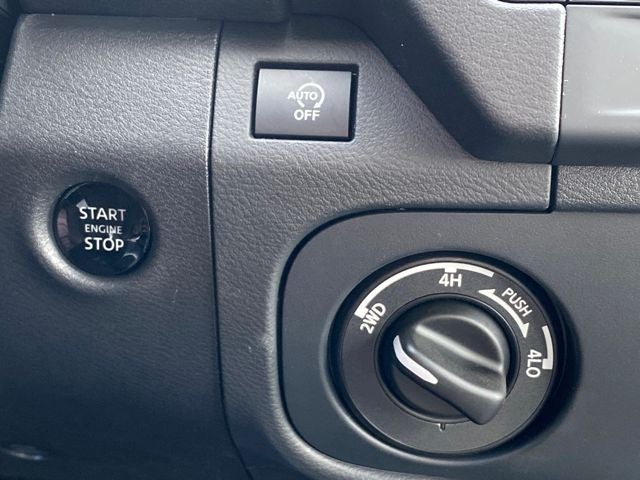 AUTO
OFF
START
ENGINE
STOP
2WD
4H
PUSH
4LO